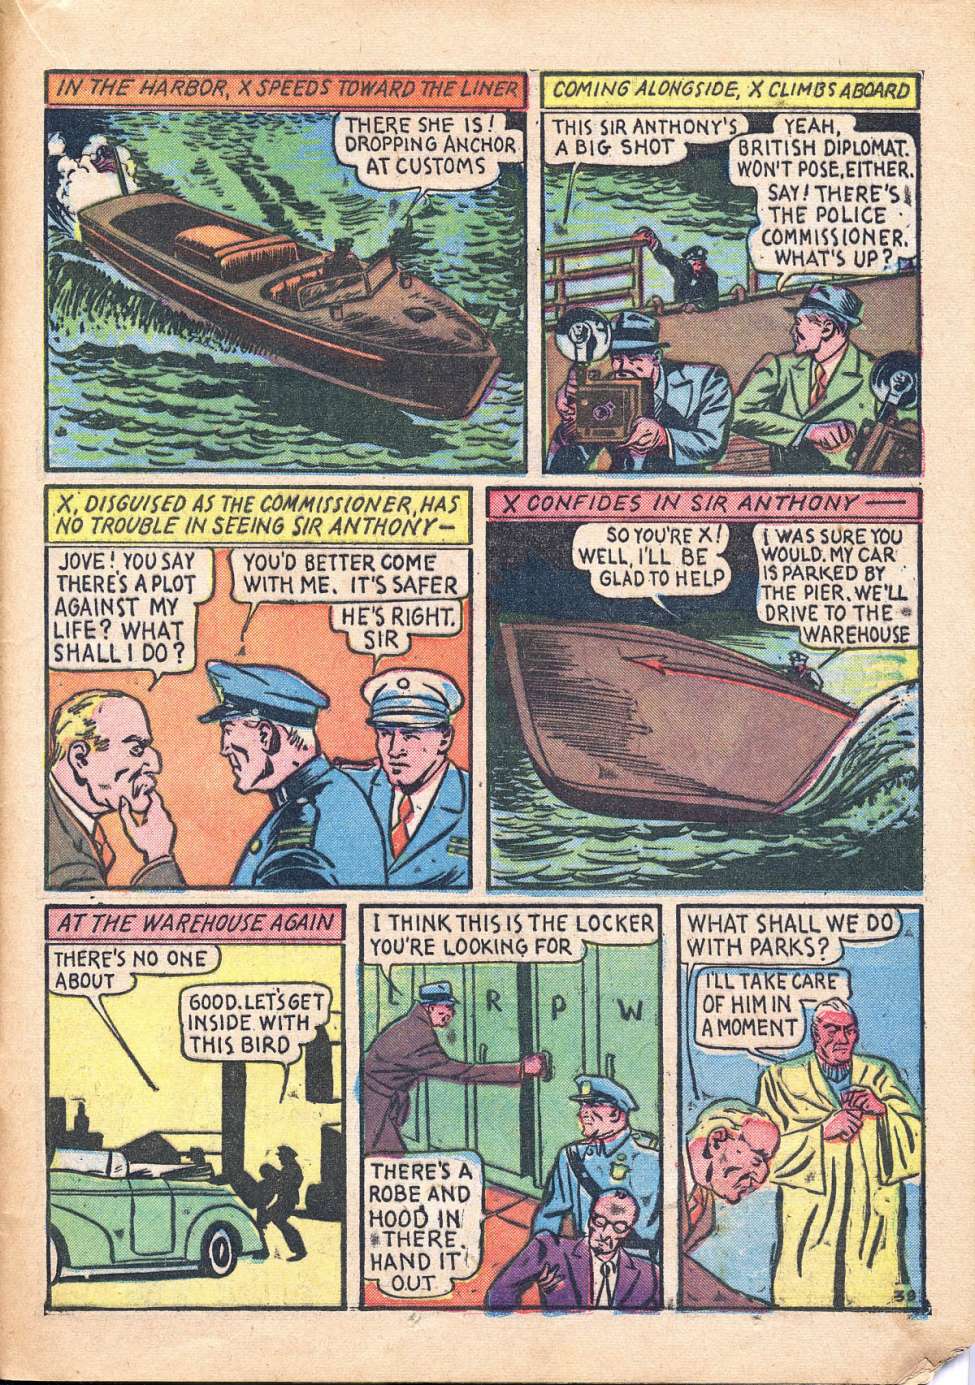 IN THE HARBOR, X SPEEDS TOWARD THE LINER
THERE SHE IS!
DROPPING ANCHOR
AT CUSTOMS
COMING ALONGSIDE, X CLIMBS ABOARD
THIS SIR ANTHONY'S
A BIG SHOT
YEAH,
BRITISH DIPLOMAT.
WON'T POSE, EITHER.
SAY! THERE'S
THE POLICE
COMMISSIONER.
WHAT'S UP?
X, DISGUISED AS THE COMMISSIONER, HAS
NO TROUBLE IN SEEING SIR ANTHONY—
JOVE! YOU SAY
THERE'S A PLOT
AGAINST MY
LIFE? WHAT
SHALL I DO?
YOU'D BETTER COME
WITH ME. IT'S SAFER
HE'S RIGHT,
SIR
X CONFIDES IN SIR ANTHONY—
SO YOU'RE X!
WELL, I'LL BE
GLAD TO HELP
I WAS SURE YOU
WOULD. MY CAR
IS PARKED BY
THE PIER. WE'LL
DRIVE TO THE
WAREHOUSE
AT THE WAREHOUSE AGAIN
THERE'S NO ONE
ABOUT
GOOD. LET'S GET
INSIDE WITH
THIS BIRD
I THINK THIS IS THE LOCKER
YOU'RE LOOKING FOR
L R P W
THERE'S A
ROBE AND
HOOD IN
THERE.
HAND IT
OUT
WHAT SHALL WE DO
WITH PARKS?
I'LL TAKE CARE
OF HIM IN
A MOMENT